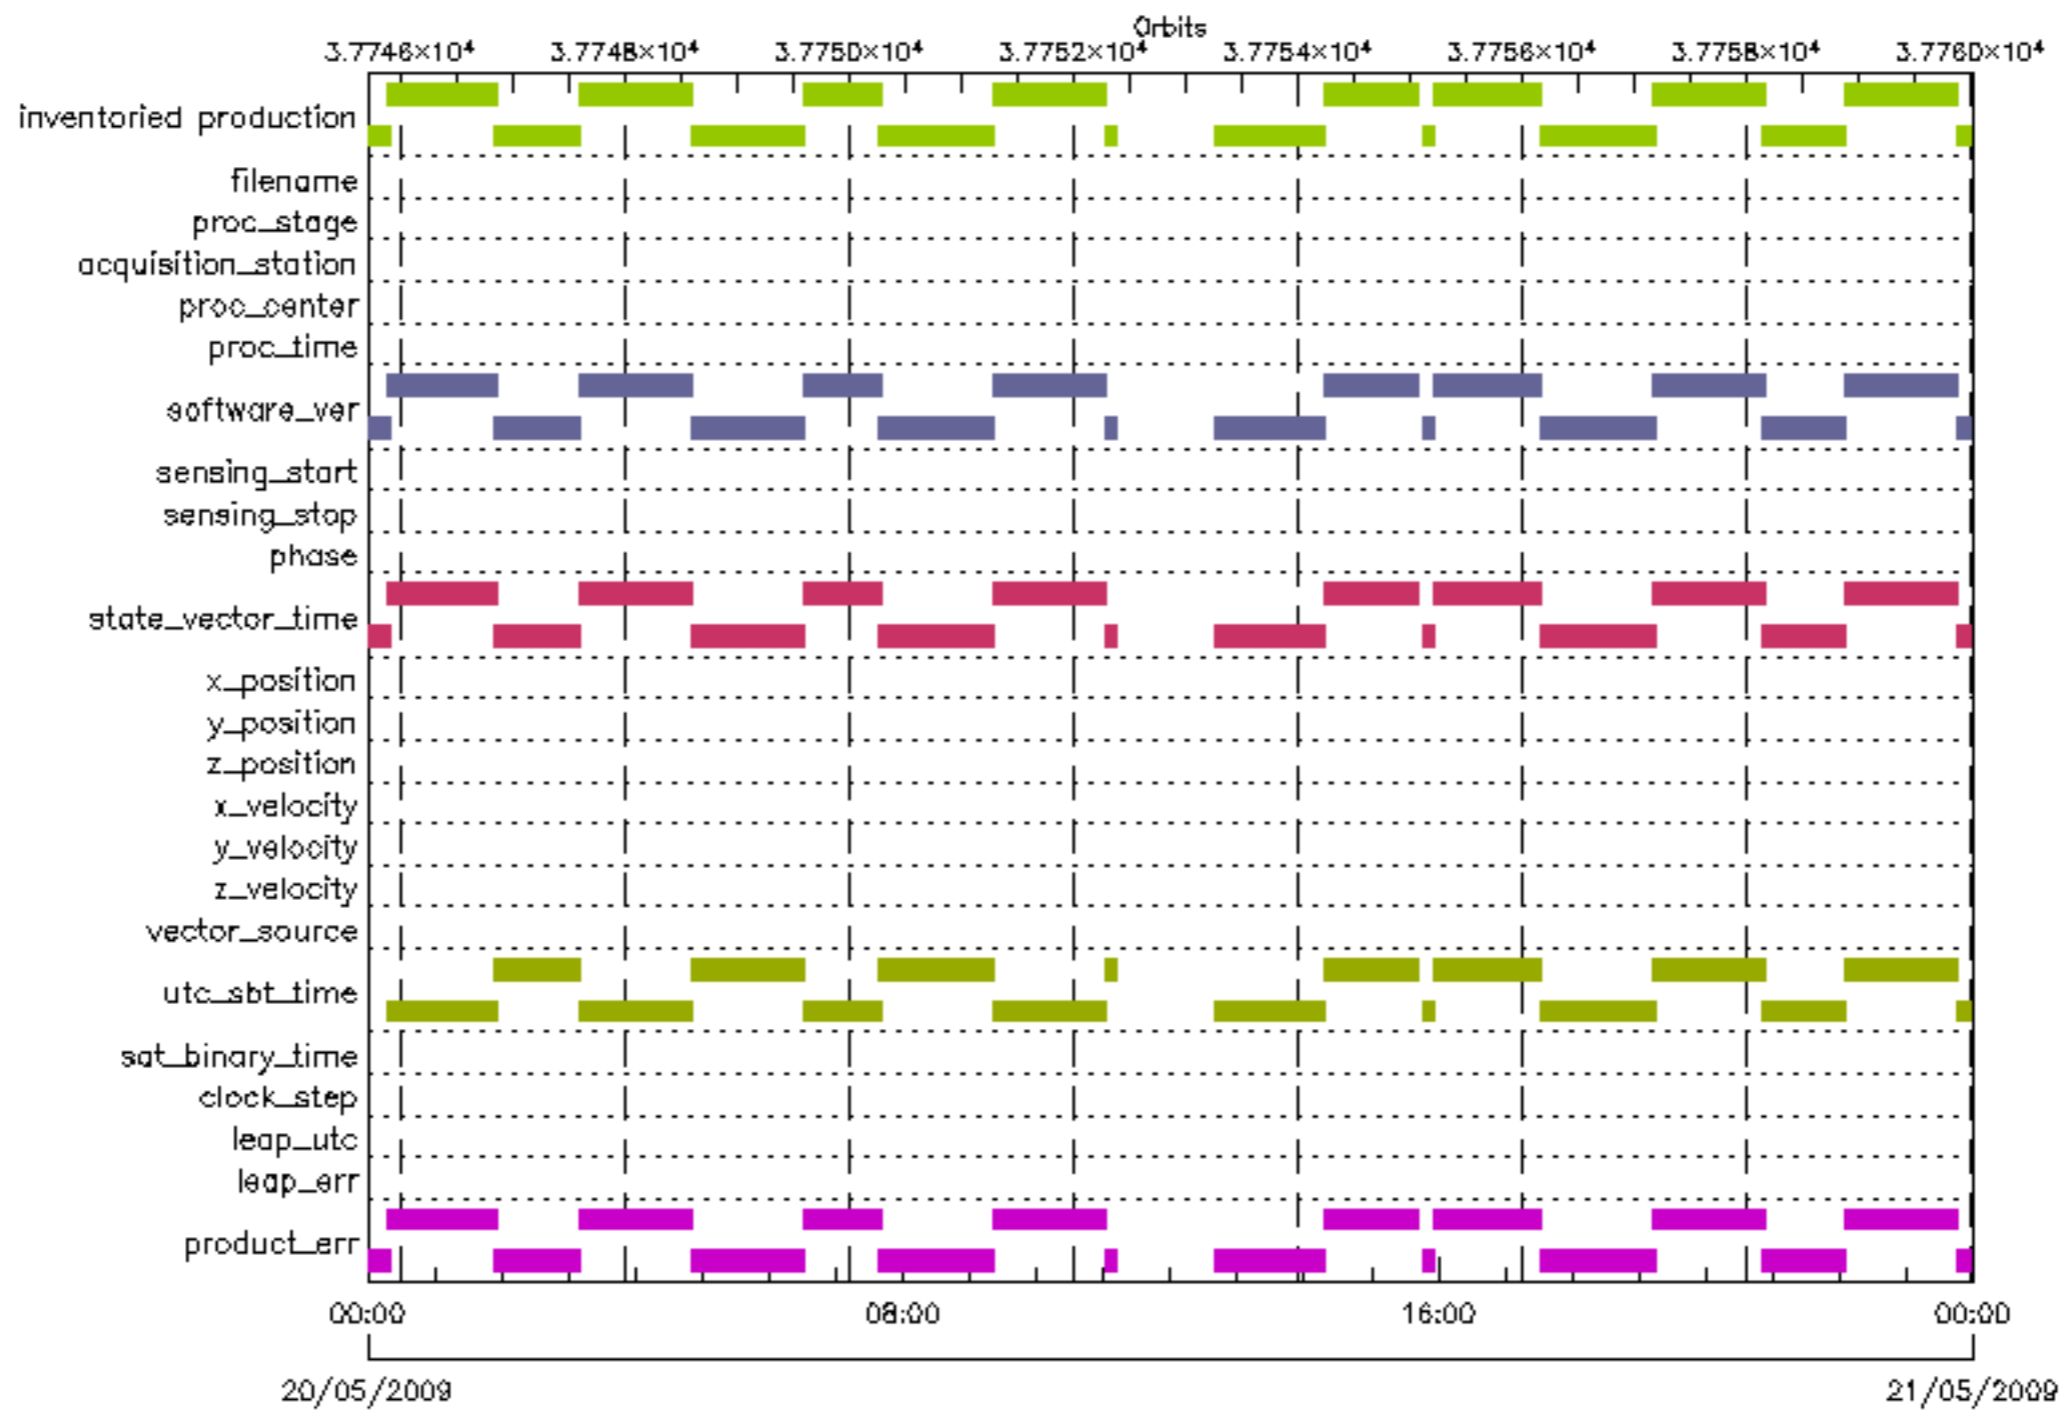 Orbits
3.7746×10⁴ 3.7748×10⁴ 3.7750×10⁴ 3.7752×10⁴ 3.7754×10⁴ 3.7756×10⁴ 3.7758×10⁴ 3.7760×10⁴
inventoried production
filename
proc_stage
acquisition_station
proc_center
proc_time
software_ver
sensing_start
sensing_stop
phase
state_vector_time
x_position
y_position
z_position
x_velocity
y_velocity
z_velocity
vector_source
utc_sbt_time
sat_binary_time
clock_step
leap_utc
leap_err
product_err
00:00 08:00 16:00 00:00
20/05/2009 21/05/2009